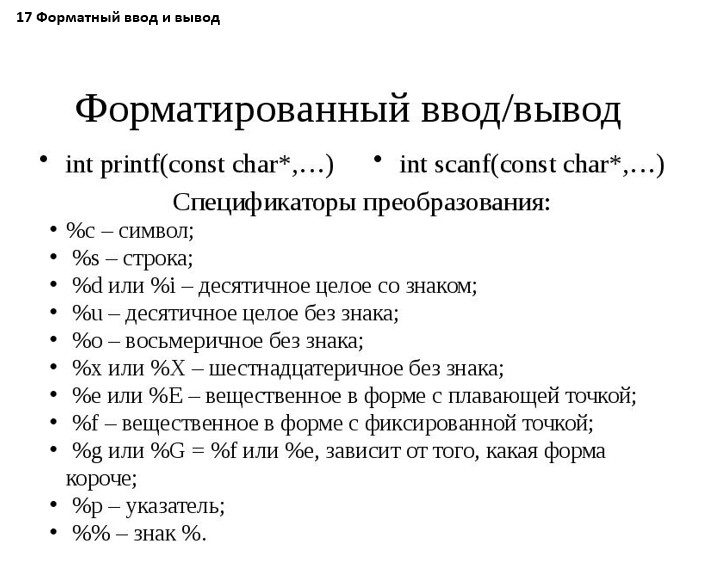 17 Форматный ввод и вывод
Форматированный ввод/вывод
• int printf(const char*,…) • int scanf(const char*,…)
Спецификаторы преобразования:
• %c – символ;
• %s – строка;
• %d или %i – десятичное целое со знаком;
• %u – десятичное целое без знака;
• %o – восьмеричное без знака;
• %x или %X – шестнадцатеричное без знака;
• %e или %E – вещественное в форме с плавающей точкой;
• %f – вещественное в форме с фиксированной точкой;
• %g или %G = %f или %e, зависит от того, какая форма
короче;
• %p – указатель;
• %% – знак %.